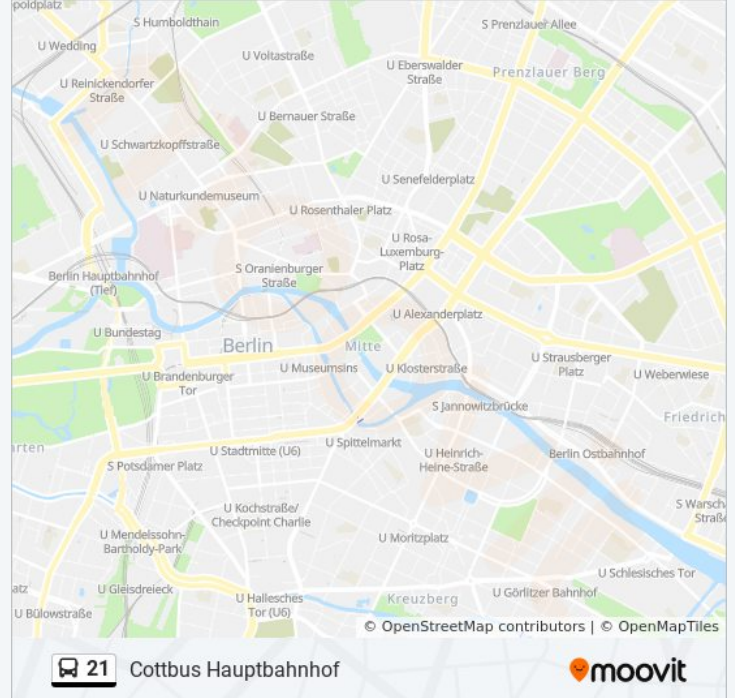 poldplatz
S Humboldthain
S Prenzlauer Allee
U Wedding
U Voltastraße
U Eberswalder
Straße
Prenzlauer Berg
U Reinickendorfer
Straße
U Bernauer Straße
U Schwartzkopffstraße
U Senefelderplatz
U Naturkundemuseum
U Rosenthaler Platz
U Rosa-
Luxemburg-
Platz
S Oranienburger
Straße
Berlin Hauptbahnhof
(Tief)
U Alexanderplatz
U Bundestag
Berlin
Mitte
U Strausberger
Platz
U Museumsins
U Klosterstraße
U Weberwiese
U Brandenburger
Tor
S Jannowitzbrücke
Friedrich
arten
U Stadtmitte (U6)
U Spittelmarkt
U Heinrich-
Heine-Straße
Berlin Ostbahnhof
S Potsdamer Platz
S Warsch
Straße
U Kochstraße/
Checkpoint Charlie
U Mendelssohn-
Bartholdy-Park
U Moritzplatz
U Schlesisches Tor
atz
U Gleisdreieck
U Hallesches
Tor (U6)
Kreuzberg
U Görlitzer Bahnhof
U Bülowstraße
© OpenStreetMap contributors | © OpenMapTiles
21 Cottbus Hauptbahnhof
moovit